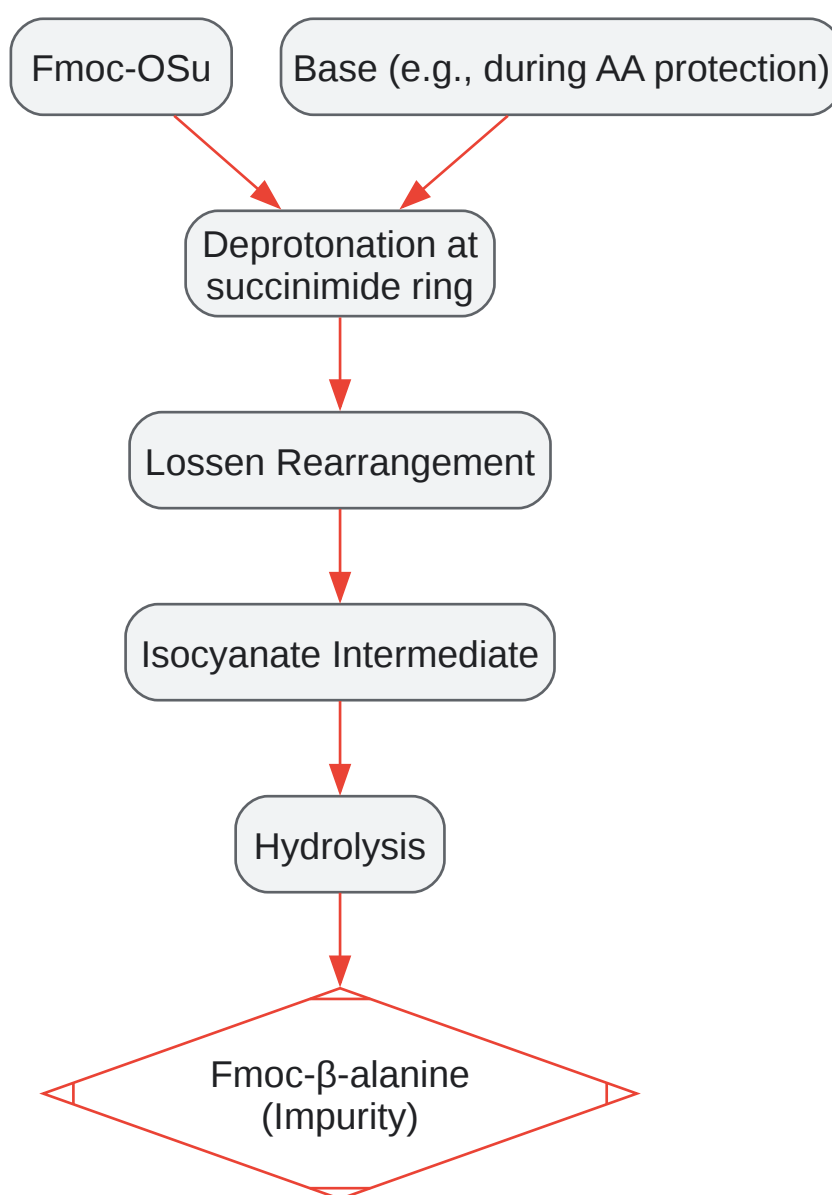 Fmoc-OSu
Base (e.g., during AA protection)
Deprotonation at
succinimide ring
Lossen Rearrangement
Isocyanate Intermediate
Hydrolysis
Fmoc-β-alanine
(Impurity)